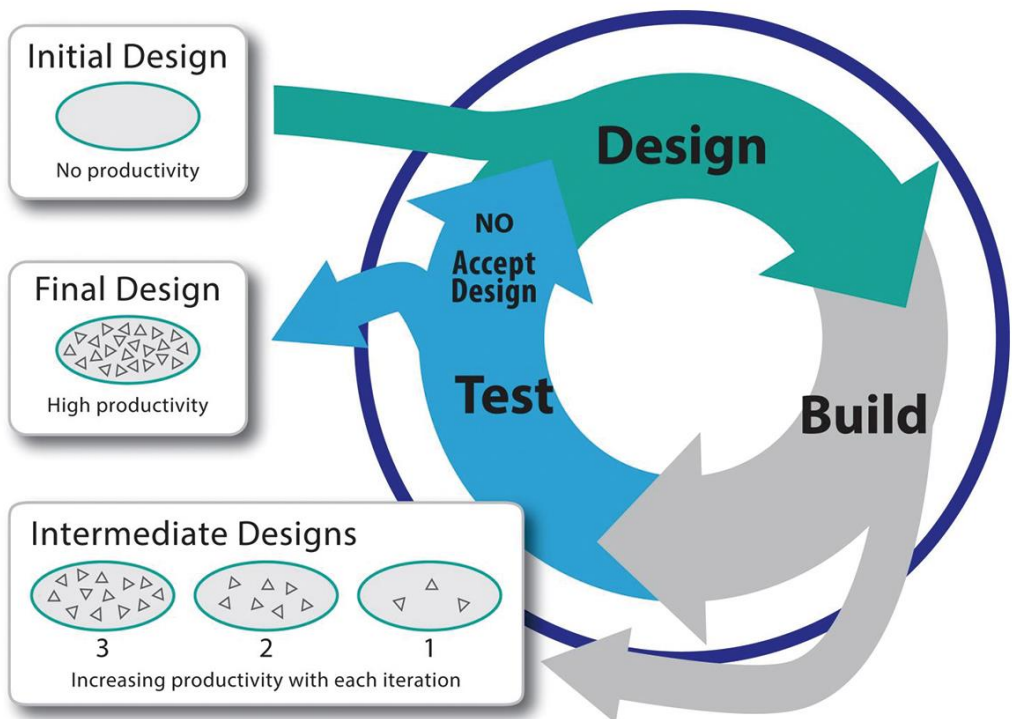 Initial Design
No productivity
Design
NO
Accept
Design
Final Design
High productivity
Test
Build
Intermediate Designs
3 2 1
Increasing productivity with each iteration